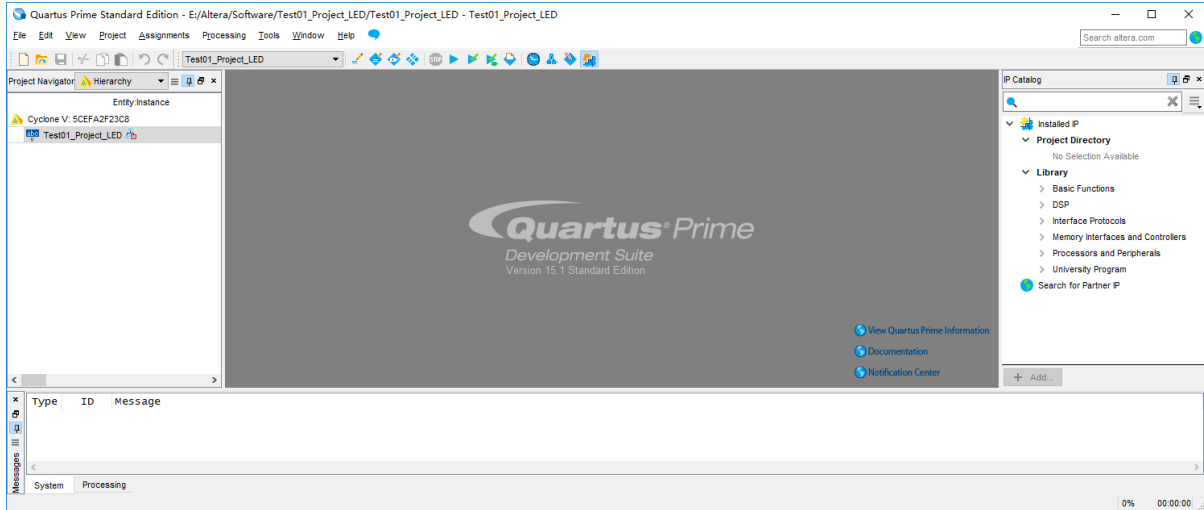 Quartus Prime Standard Edition - E:/Altera/Software/Test01_Project_LED/Test01_Project_LED - Test01_Project_LED
File Edit View Project Assignments Processing Tools Window Help
Search altera.com
Test01_Project_LED
STOP
Project Navigator Hierarchy
Entity:Instance
Cyclone V: 5CEFA2F23C8
abc Test01_Project_LED
Quartus Prime
Development Suite
Version 15.1 Standard Edition
View Quartus Prime Information
Documentation
Notification Center
IP Catalog
Installed IP
Project Directory
No Selection Available
Library
Basic Functions
DSP
Interface Protocols
Memory Interfaces and Controllers
Processors and Peripherals
University Program
Search for Partner IP
+ Add...
Type ID Message
Messages
System Processing
0% 00:00:00